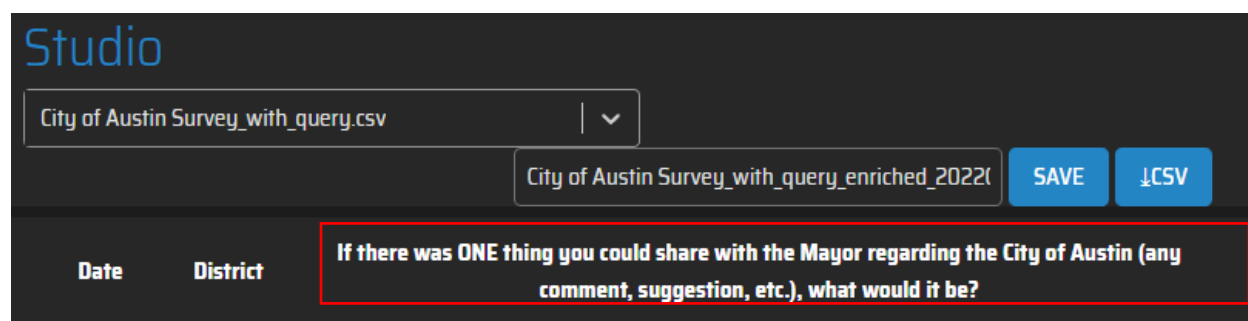 Studio
City of Austin Survey_with_query.csv
City of Austin Survey_with_query_enriched_2022(
SAVE
↓CSV
Date
District
If there was ONE thing you could share with the Mayor regarding the City of Austin (any
comment, suggestion, etc.), what would it be?